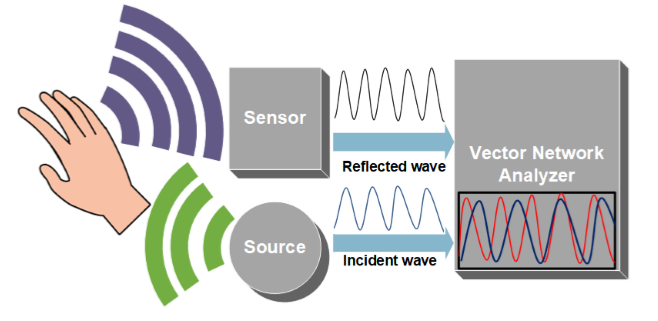 Sensor
Reflected wave
Vector Network
Analyzer
Source
Incident wave